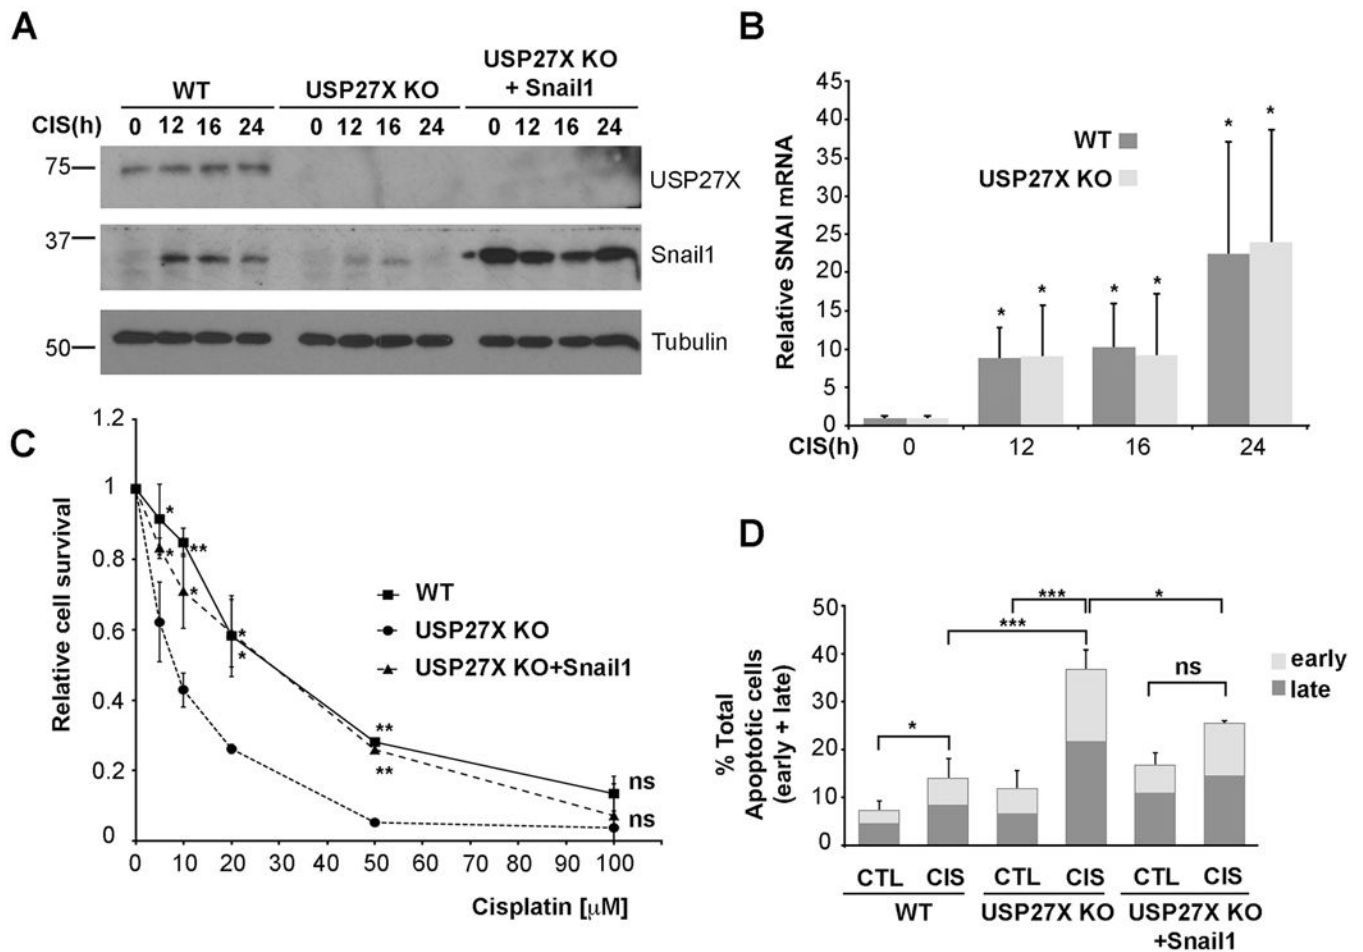 A
USP27X KO
+ Snail1
WT
USP27X KO
CIS(h) 0 12 16 24 0 12 16 24 0 12 16 24
75
USP27X
37
Snail1
50
Tubulin
B
Relative SNAI mRNA
45
40
35
30
25
20
15
10
5
0
WT
USP27X KO
* * * * * *
CIS(h) 0 12 16 24
C
Relative cell survival
1.2
1
0.8
0.6
0.4
0.2
0
*
*
**
*
*
*
**
**
ns
ns
WT
USP27X KO
USP27X KO+Snail1
0 10 20 30 40 50 60 70 80 90 100
Cisplatin [μM]
D
% Total
Apoptotic cells
(early + late)
50
40
30
20
10
0
*** *
***
ns
*
early
late
CTL CIS CTL CIS CTL CIS
WT USP27X KO USP27X KO
+Snail1